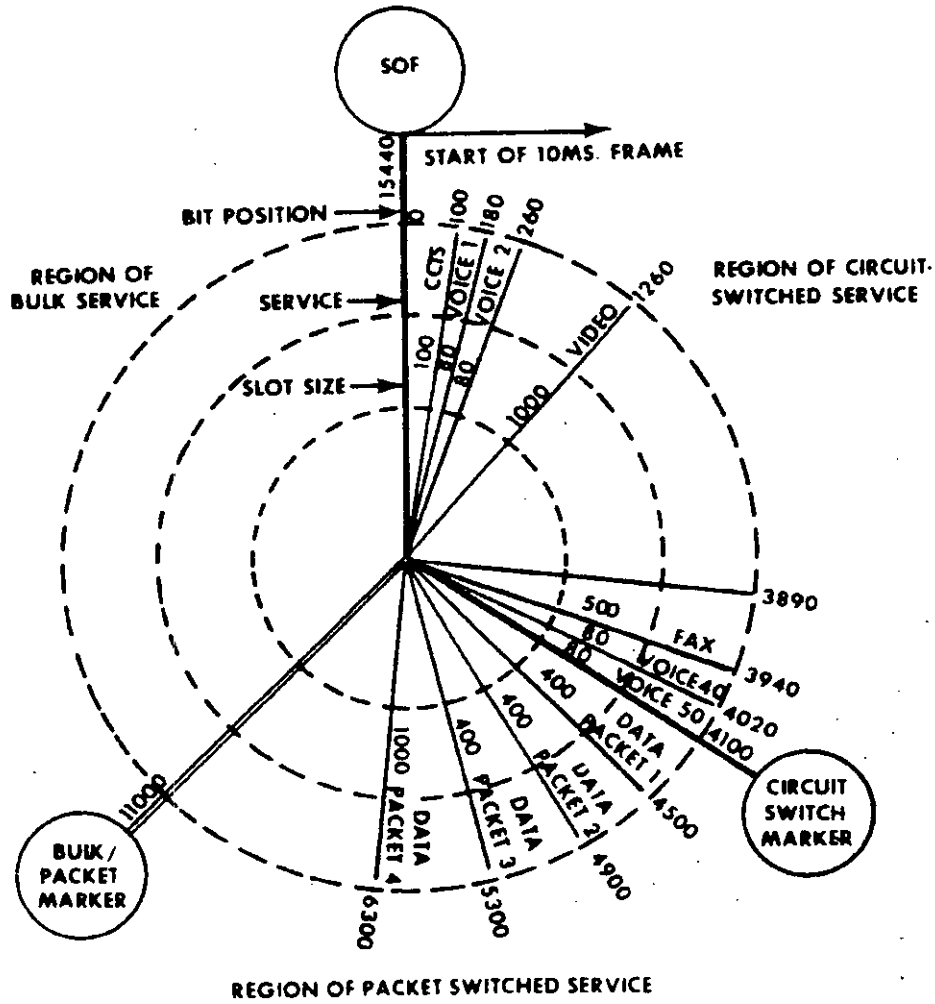 SOF
START OF 10MS. FRAME
15440
BIT POSITION
0
100
180
260
REGION OF
BULK SERVICE
SERVICE
CCTS
VOICE 1
VOICE 2
1260
REGION OF CIRCUIT-
SWITCHED SERVICE
VIDEO
SLOT SIZE
100
80
80
1000
3890
500
FAX
3940
80
VOICE 40
4020
80
VOICE 50
4100
CIRCUIT
SWITCH
MARKER
400
DATA
PACKET 1
4500
400
DATA
PACKET 2
4900
400
DATA
PACKET 3
5300
1000
DATA
PACKET 4
6300
11000
BULK/
PACKET
MARKER
REGION OF PACKET SWITCHED SERVICE